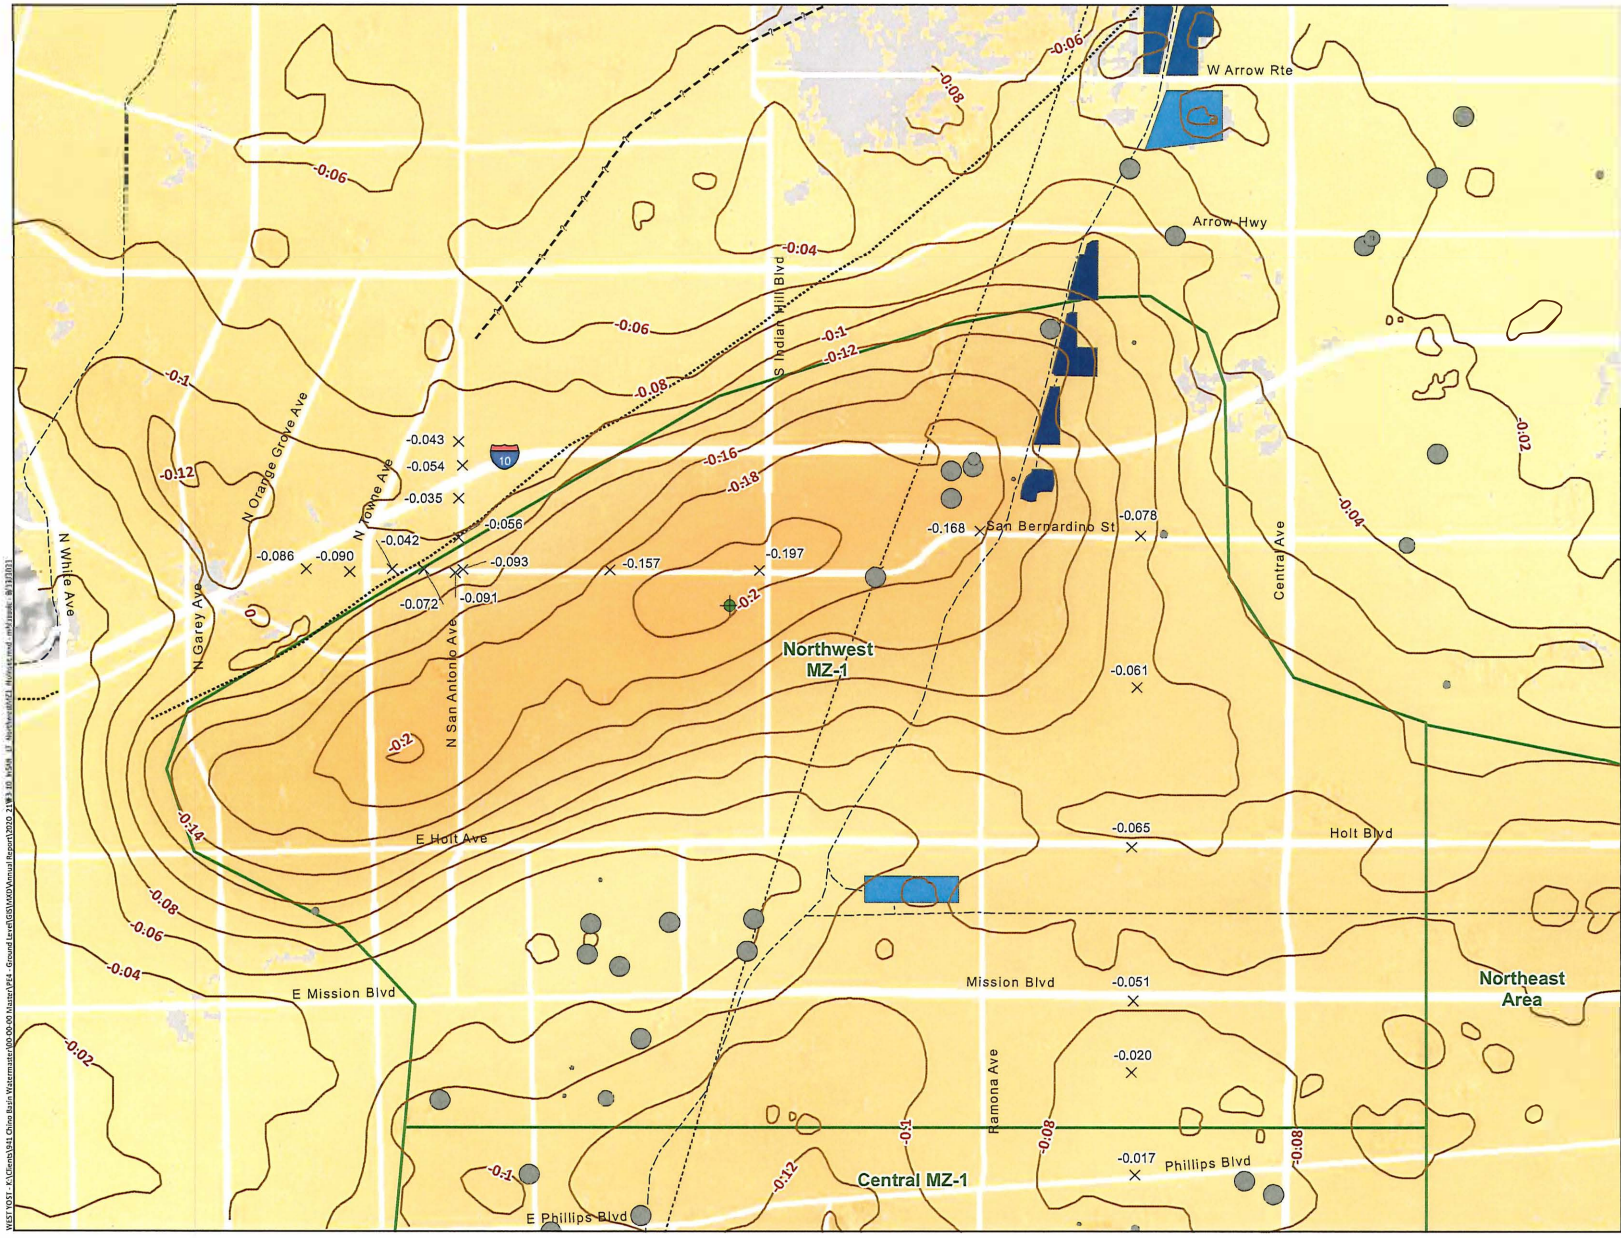 -0.06
W Arrow Rte
-0.08
-0.06
Arrow Hwy
-0.04
S Indian Hill Blvd
-0.06
-0.1
-0.12
-0.1
-0.08
N Orange Grove Ave
-0.02
-0.043
10
-0.16
-0.054
-0.12
-0.18
-0.035
N Towne Ave
-0.04
-0.078
-0.056
-0.168
San Bernardino St
-0.042
-0.086
-0.090
-0.093
-0.157
-0.197
Central Ave
N White Ave
-0.072
-0.091
-0.2
0
N Garey Ave
Northwest
MZ-1
-0.061
N San Antonio Ave
-0.2
-0.14
E Holt Ave
-0.065
Holt Blvd
-0.08
-0.06
-0.04
E Mission Blvd
Mission Blvd
-0.051
Northeast
Area
-0.02
-0.020
Ramona Ave
-0.1
-0.08
-0.08
-0.017
Phillips Blvd
-0.1
-0.12
Central MZ-1
E Phillips Blvd